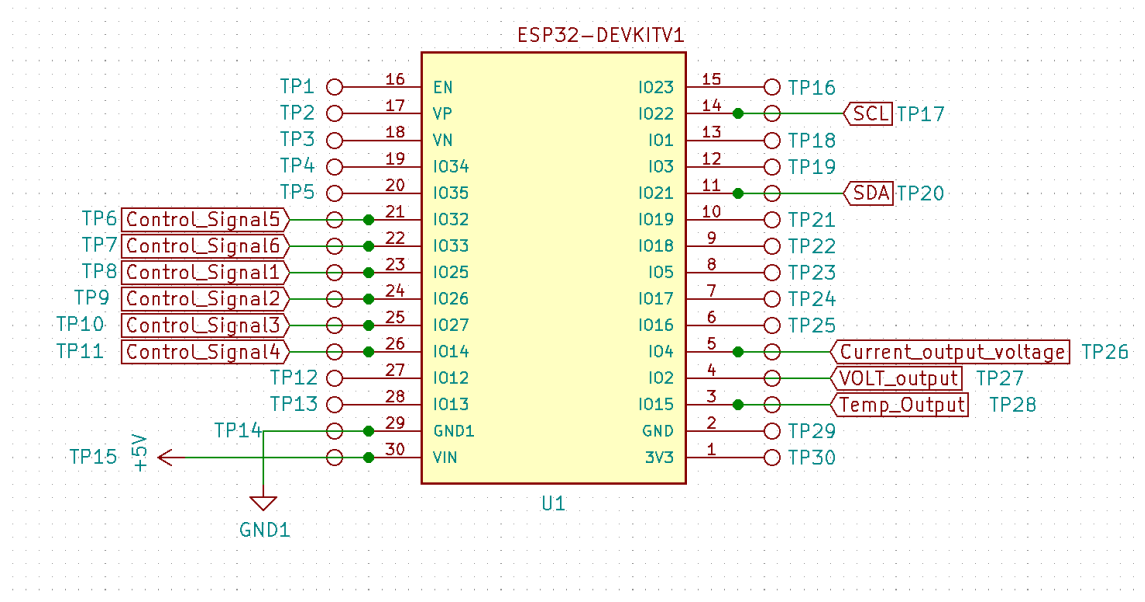 ESP32-DEVKITV1
TP1 16 EN IO23 15 TP16
TP2 17 VP IO22 14 SCL TP17
TP3 18 VN IO1 13 TP18
TP4 19 IO34 IO3 12 TP19
TP5 20 IO35 IO21 11 SDA TP20
TP6 Control_Signal5 21 IO32 IO19 10 TP21
TP7 Control_Signal6 22 IO33 IO18 9 TP22
TP8 Control_Signal1 23 IO25 IO5 8 TP23
TP9 Control_Signal2 24 IO26 IO17 7 TP24
TP10 Control_Signal3 25 IO27 IO16 6 TP25
TP11 Control_Signal4 26 IO14 IO4 5 Current_output_voltage TP26
TP12 27 IO12 IO2 4 VOLT_output TP27
TP13 28 IO13 IO15 3 Temp_Output TP28
TP14 29 GND1 GND 2 TP29
TP15 +5V 30 VIN 3V3 1 TP30
U1
GND1